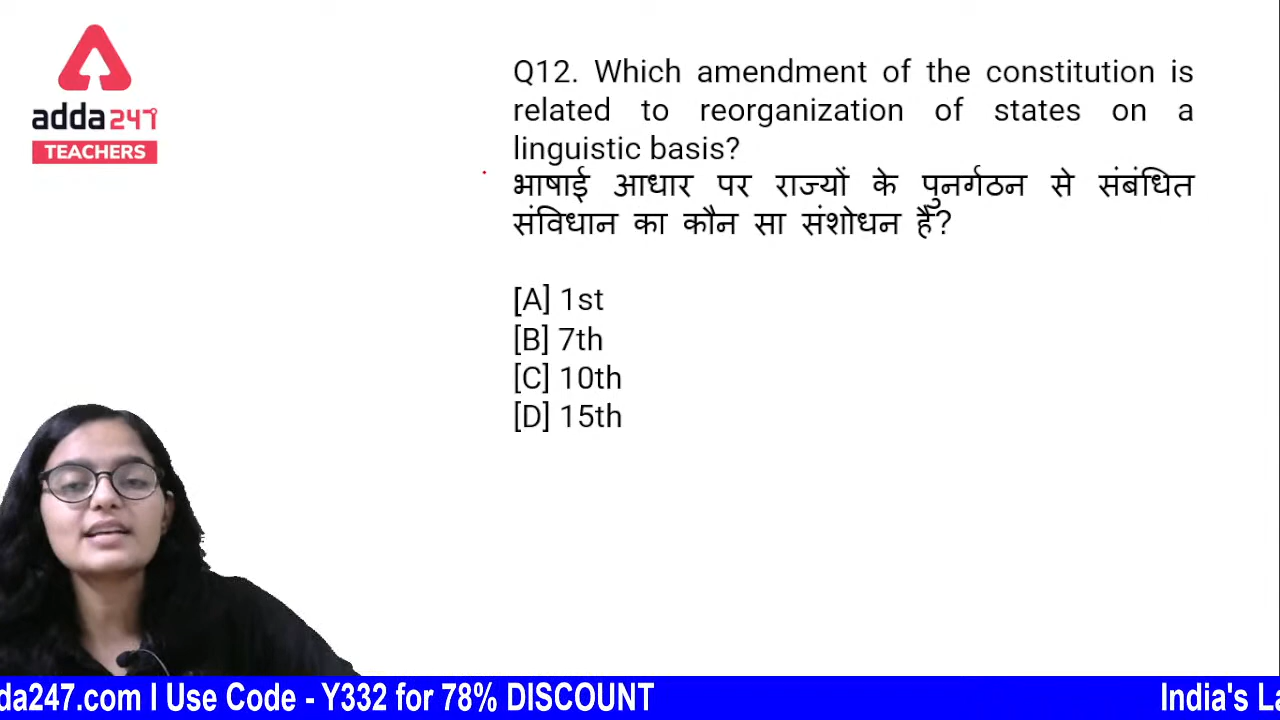 adda247
TEACHERS
Q12. Which amendment of the constitution is
related to reorganization of states on a
linguistic basis?
भाषाई आधार पर राज्यों के पुनर्गठन से संबंधित
संविधान का कौन सा संशोधन है?
[A] 1st
[B] 7th
[C] 10th
[D] 15th
da247.com I Use Code - Y332 for 78% DISCOUNT
India's La